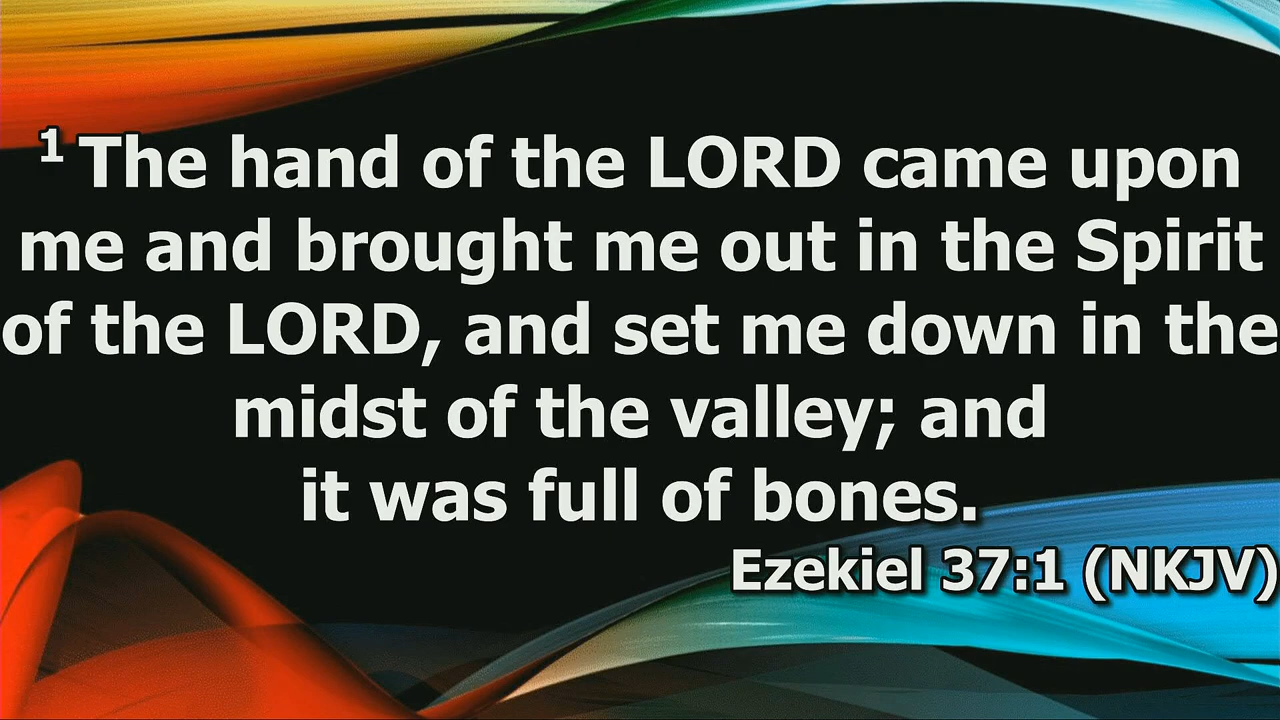 1 The hand of the LORD came upon
me and brought me out in the Spirit
of the LORD, and set me down in the
midst of the valley; and
it was full of bones.
Ezekiel 37:1 (NKJV)